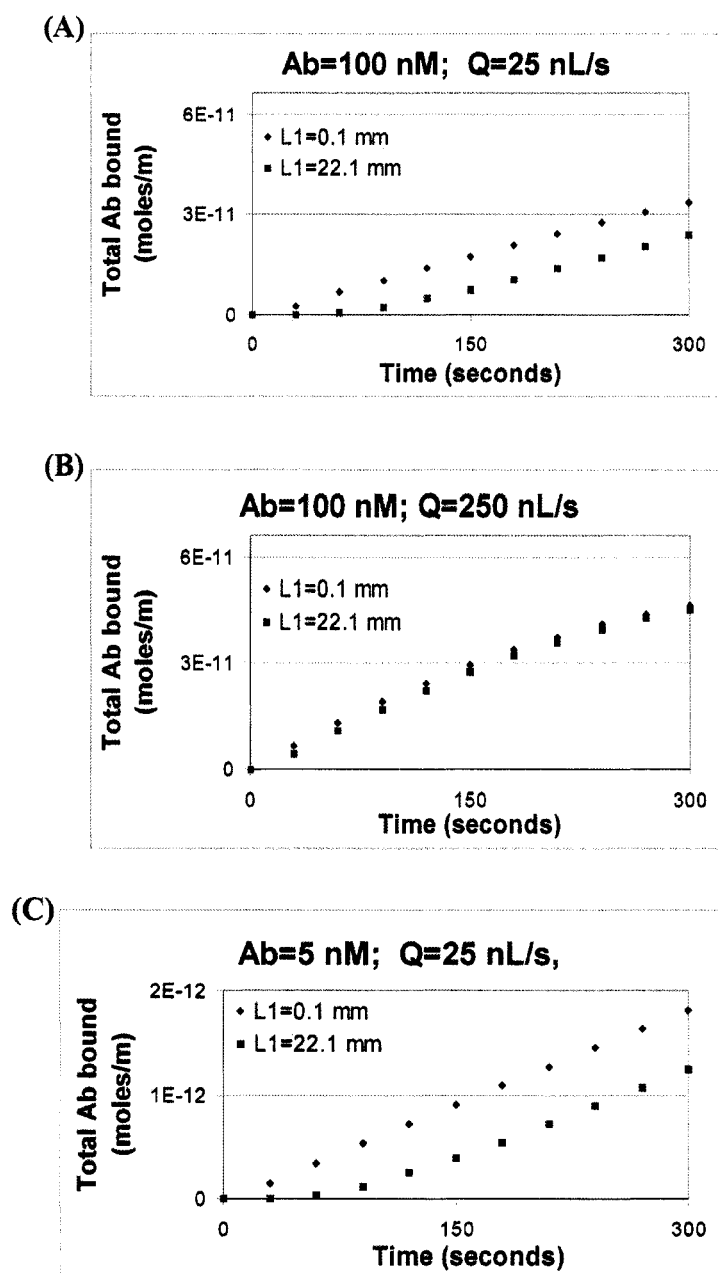 (A)
Ab=100 nM; Q=25 nL/s
Total Ab bound
(moles/m)
6E-11
3E-11
0
L1=0.1 mm
L1=22.1 mm
0 150 300
Time (seconds)
(B)
Ab=100 nM; Q=250 nL/s
Total Ab bound
(moles/m)
6E-11
3E-11
0
L1=0.1 mm
L1=22.1 mm
0 150 300
Time (seconds)
(C)
Ab=5 nM; Q=25 nL/s,
Total Ab bound
(moles/m)
2E-12
1E-12
0
L1=0.1 mm
L1=22.1 mm
0 150 300
Time (seconds)